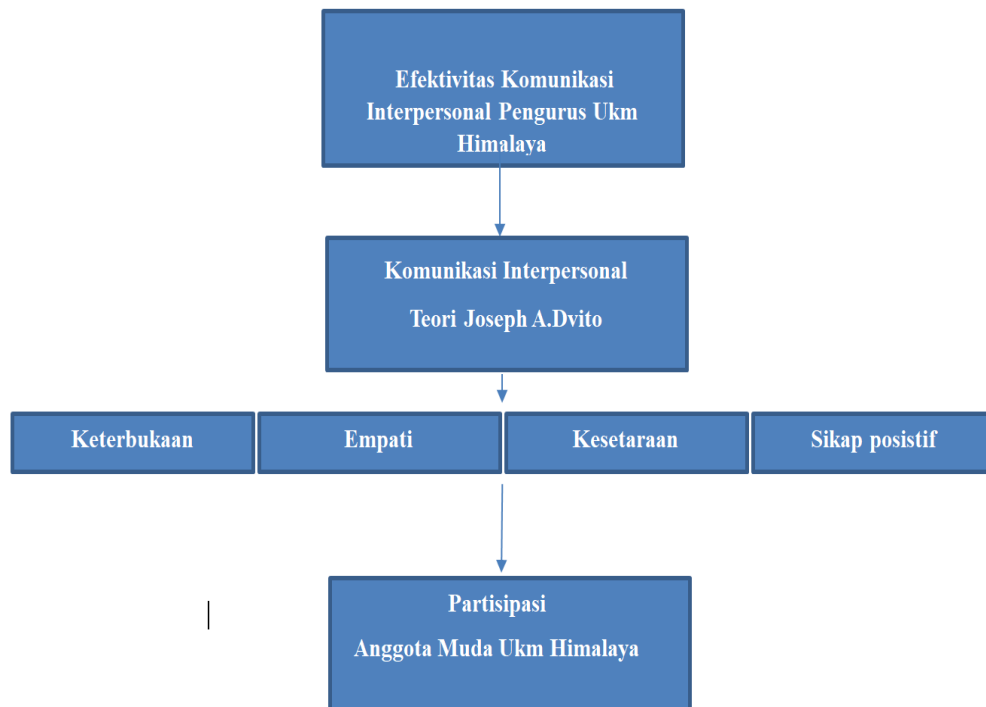 Efektivitas Komunikasi
Interpersonal Pengurus Ukm
Himalaya
Komunikasi Interpersonal
Teori Joseph A.Dvito
Keterbukaan
Empati
Kesetaraan
Sikap posistif
Partisipasi
Anggota Muda Ukm Himalaya